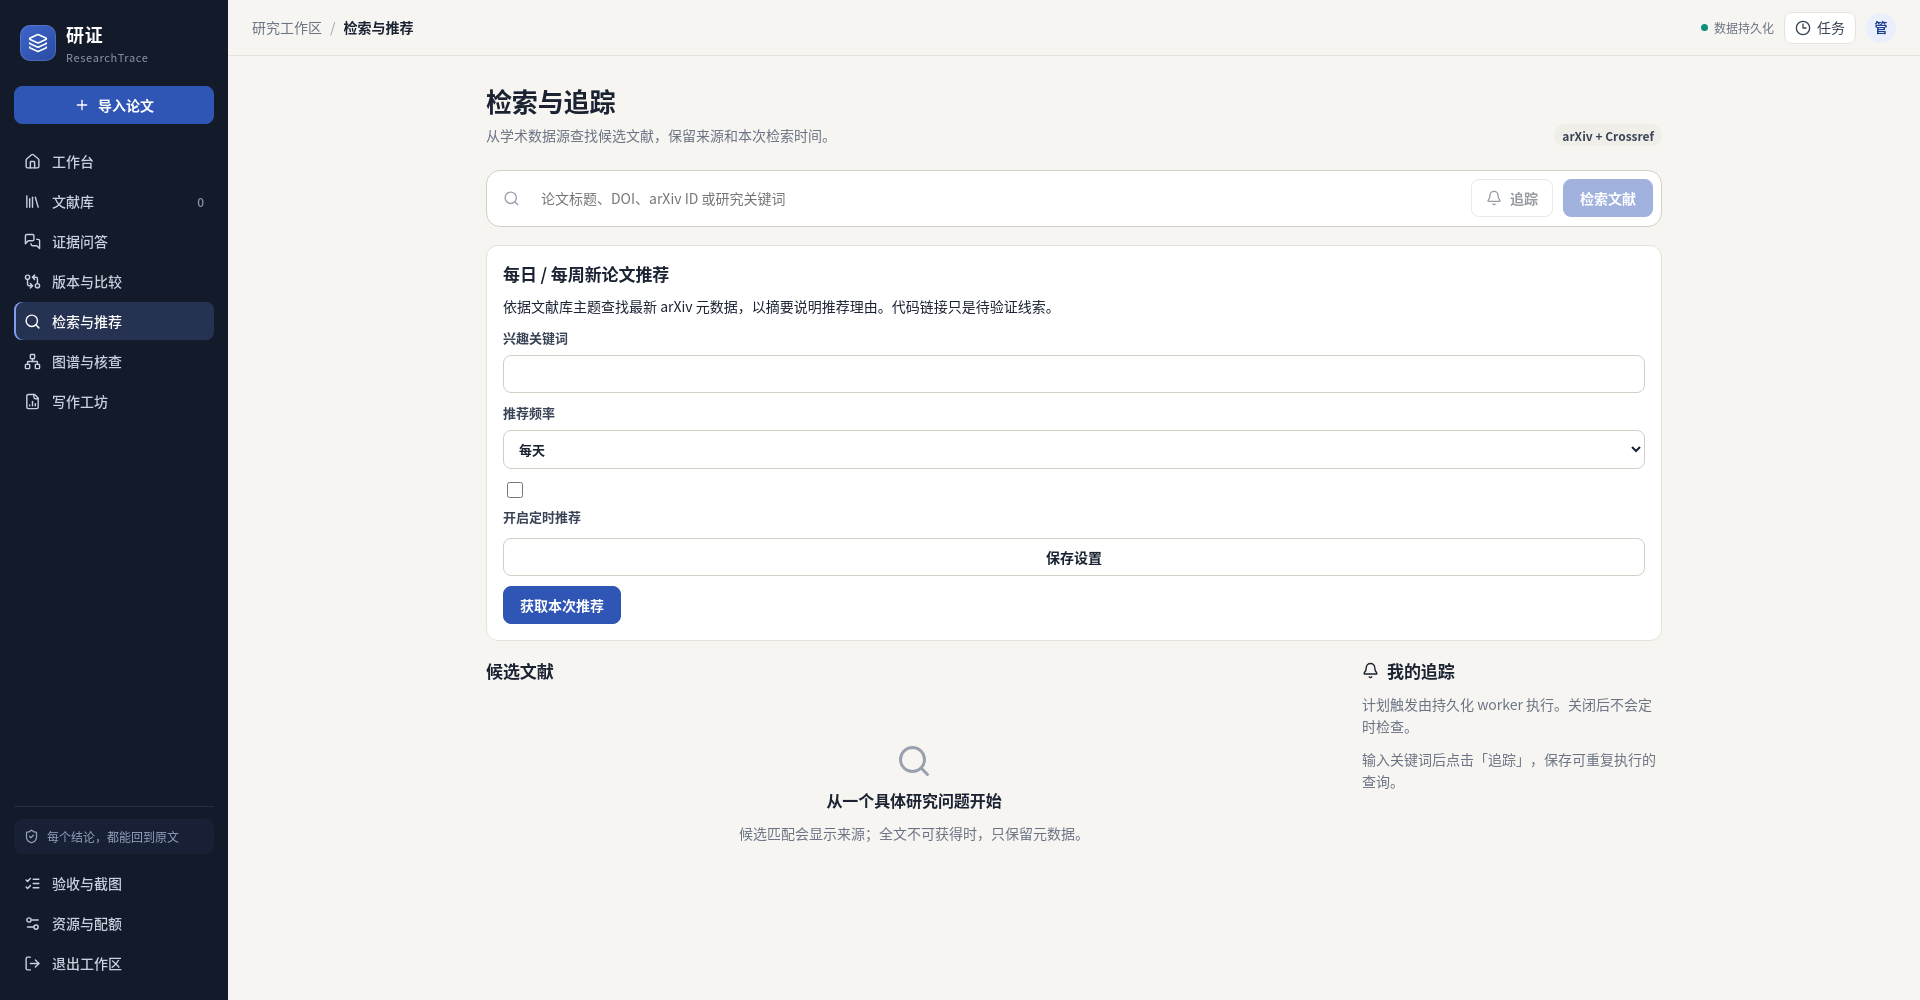 研证
ResearchTrace
导入论文
工作台
文献库 0
证据问答
版本与比较
检索与推荐
图谱与核查
写作工坊
每个结论，都能回到原文
验收与截图
资源与配额
退出工作区
研究工作区 / 检索与推荐
数据持久化 任务 管
检索与追踪
从学术数据源查找候选文献，保留来源和本次检索时间。
arXiv + Crossref
论文标题、DOI、arXiv ID 或研究关键词
追踪 检索文献
每日 / 每周新论文推荐
依据文献库主题查找最新 arXiv 元数据，以摘要说明推荐理由。代码链接只是待验证线索。
兴趣关键词
推荐频率
每天
开启定时推荐
保存设置
获取本次推荐
候选文献
从一个具体研究问题开始
候选匹配会显示来源；全文不可获得时，只保留元数据。
我的追踪
计划触发由持久化 worker 执行。关闭后不会定
时检查。
输入关键词后点击「追踪」，保存可重复执行的
查询。